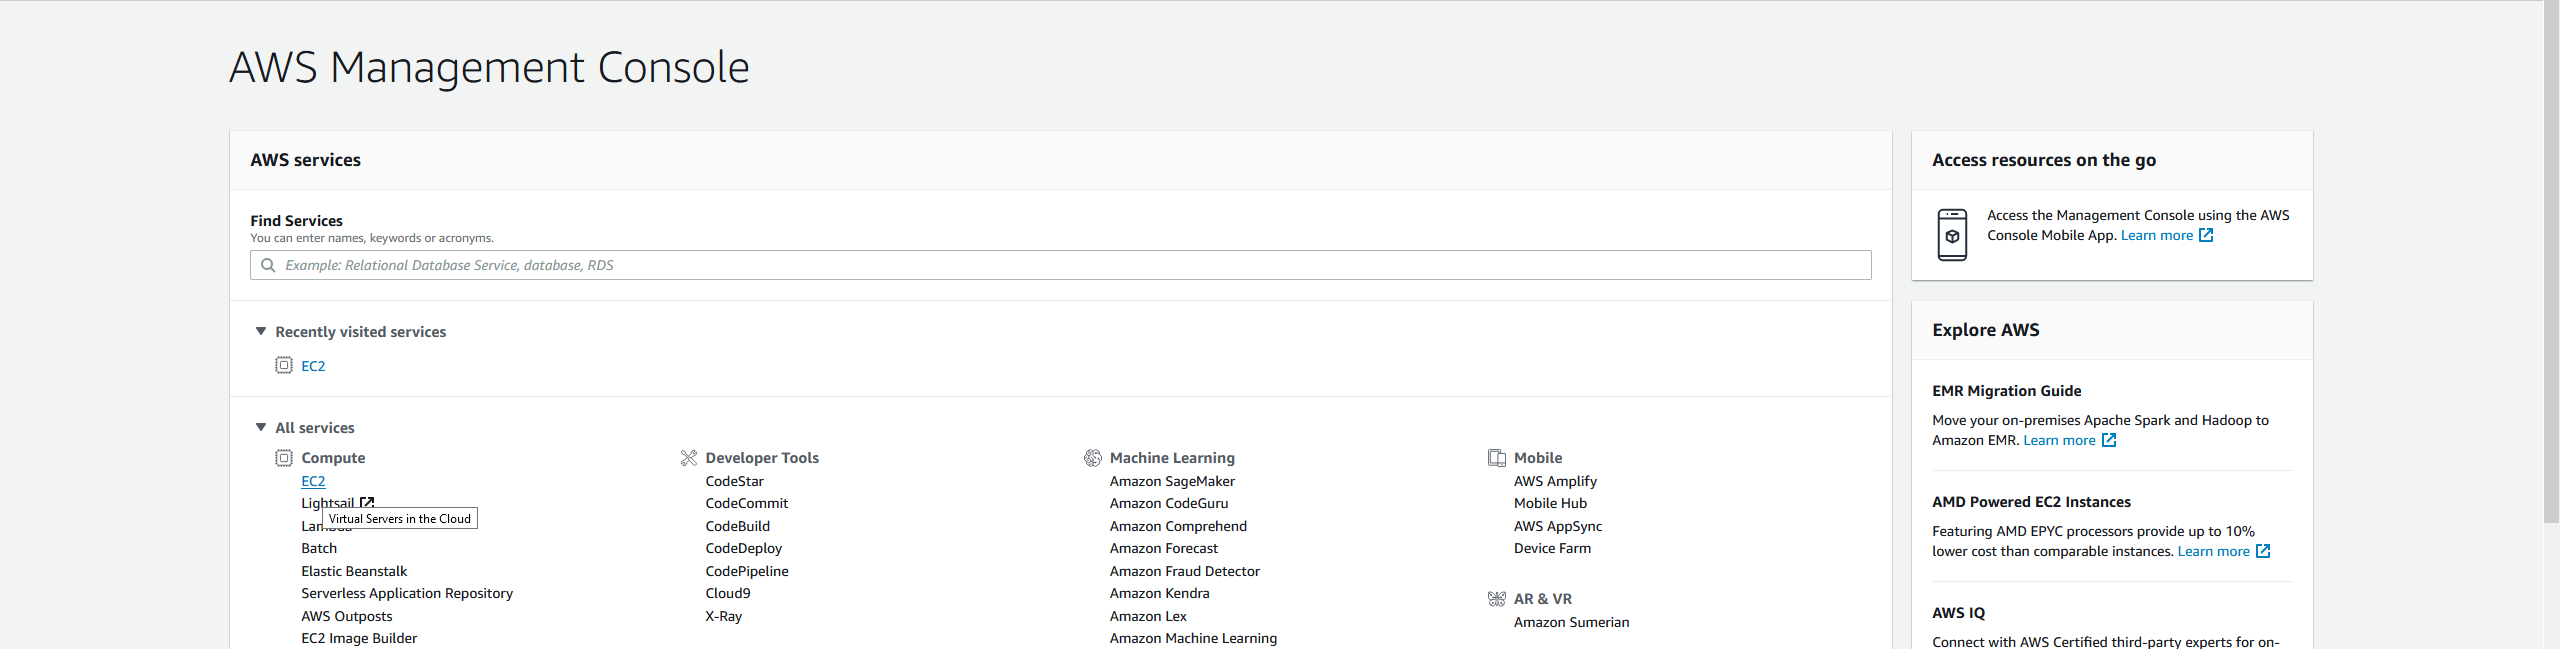 AWS Management Console
AWS services
Find Services
You can enter names, keywords or acronyms.
Example: Relational Database Service, database, RDS
Recently visited services
EC2
All services
Compute
EC2
Lightsail
Virtual Servers in the Cloud
Batch
Elastic Beanstalk
Serverless Application Repository
AWS Outposts
EC2 Image Builder
Developer Tools
CodeStar
CodeCommit
CodeBuild
CodeDeploy
CodePipeline
Cloud9
X-Ray
Machine Learning
Amazon SageMaker
Amazon CodeGuru
Amazon Comprehend
Amazon Forecast
Amazon Fraud Detector
Amazon Kendra
Amazon Lex
Amazon Machine Learning
Mobile
AWS Amplify
Mobile Hub
AWS AppSync
Device Farm
AR & VR
Amazon Sumerian
Access resources on the go
Access the Management Console using the AWS
Console Mobile App. Learn more
Explore AWS
EMR Migration Guide
Move your on-premises Apache Spark and Hadoop to
Amazon EMR. Learn more
AMD Powered EC2 Instances
Featuring AMD EPYC processors provide up to 10%
lower cost than comparable instances. Learn more
AWS IQ
Connect with AWS Certified third-party experts for on-